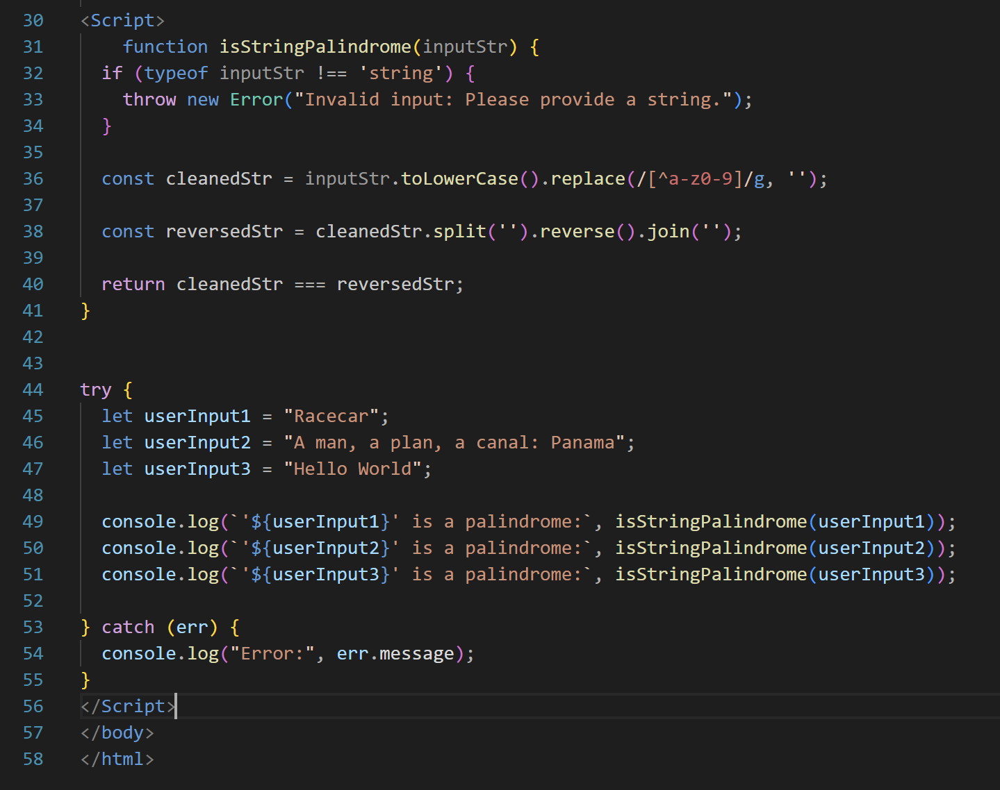 30 <Script>
31 function isStringPalindrome(inputStr) {
32 if (typeof inputStr !== 'string') {
33 throw new Error("Invalid input: Please provide a string.");
34 }
35
36 const cleanedStr = inputStr.toLowerCase().replace(/[^a-z0-9]/g, '');
37
38 const reversedStr = cleanedStr.split('').reverse().join('');
39
40 return cleanedStr === reversedStr;
41 }
42
43
44 try {
45 let userInput1 = "Racecar";
46 let userInput2 = "A man, a plan, a canal: Panama";
47 let userInput3 = "Hello World";
48
49 console.log(`'${userInput1}' is a palindrome:`, isStringPalindrome(userInput1));
50 console.log(`'${userInput2}' is a palindrome:`, isStringPalindrome(userInput2));
51 console.log(`'${userInput3}' is a palindrome:`, isStringPalindrome(userInput3));
52
53 } catch (err) {
54 console.log("Error:", err.message);
55 }
56 </Script>
57 </body>
58 </html>